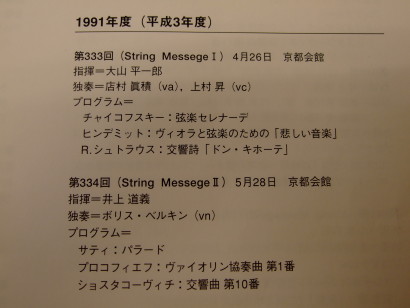 1991年度（平成3年度）
第333回（String Messege Ⅰ）4月26日　京都会館
指揮＝大山 平一郎
独奏＝店村 眞積（va）、上村 昇（vc）
プログラム＝
チャイコフスキー：弦楽セレナーデ
ヒンデミット：ヴィオラと弦楽のための「悲しい音楽」
R.シュトラウス：交響詩「ドン・キホーテ」
第334回（String Messege Ⅱ）5月28日　京都会館
指揮＝井上 道義
独奏＝ボリス・ベルキン（vn）
プログラム＝
サティ：パラード
プロコフィエフ：ヴァイオリン協奏曲 第1番
ショスタコーヴィチ：交響曲 第10番